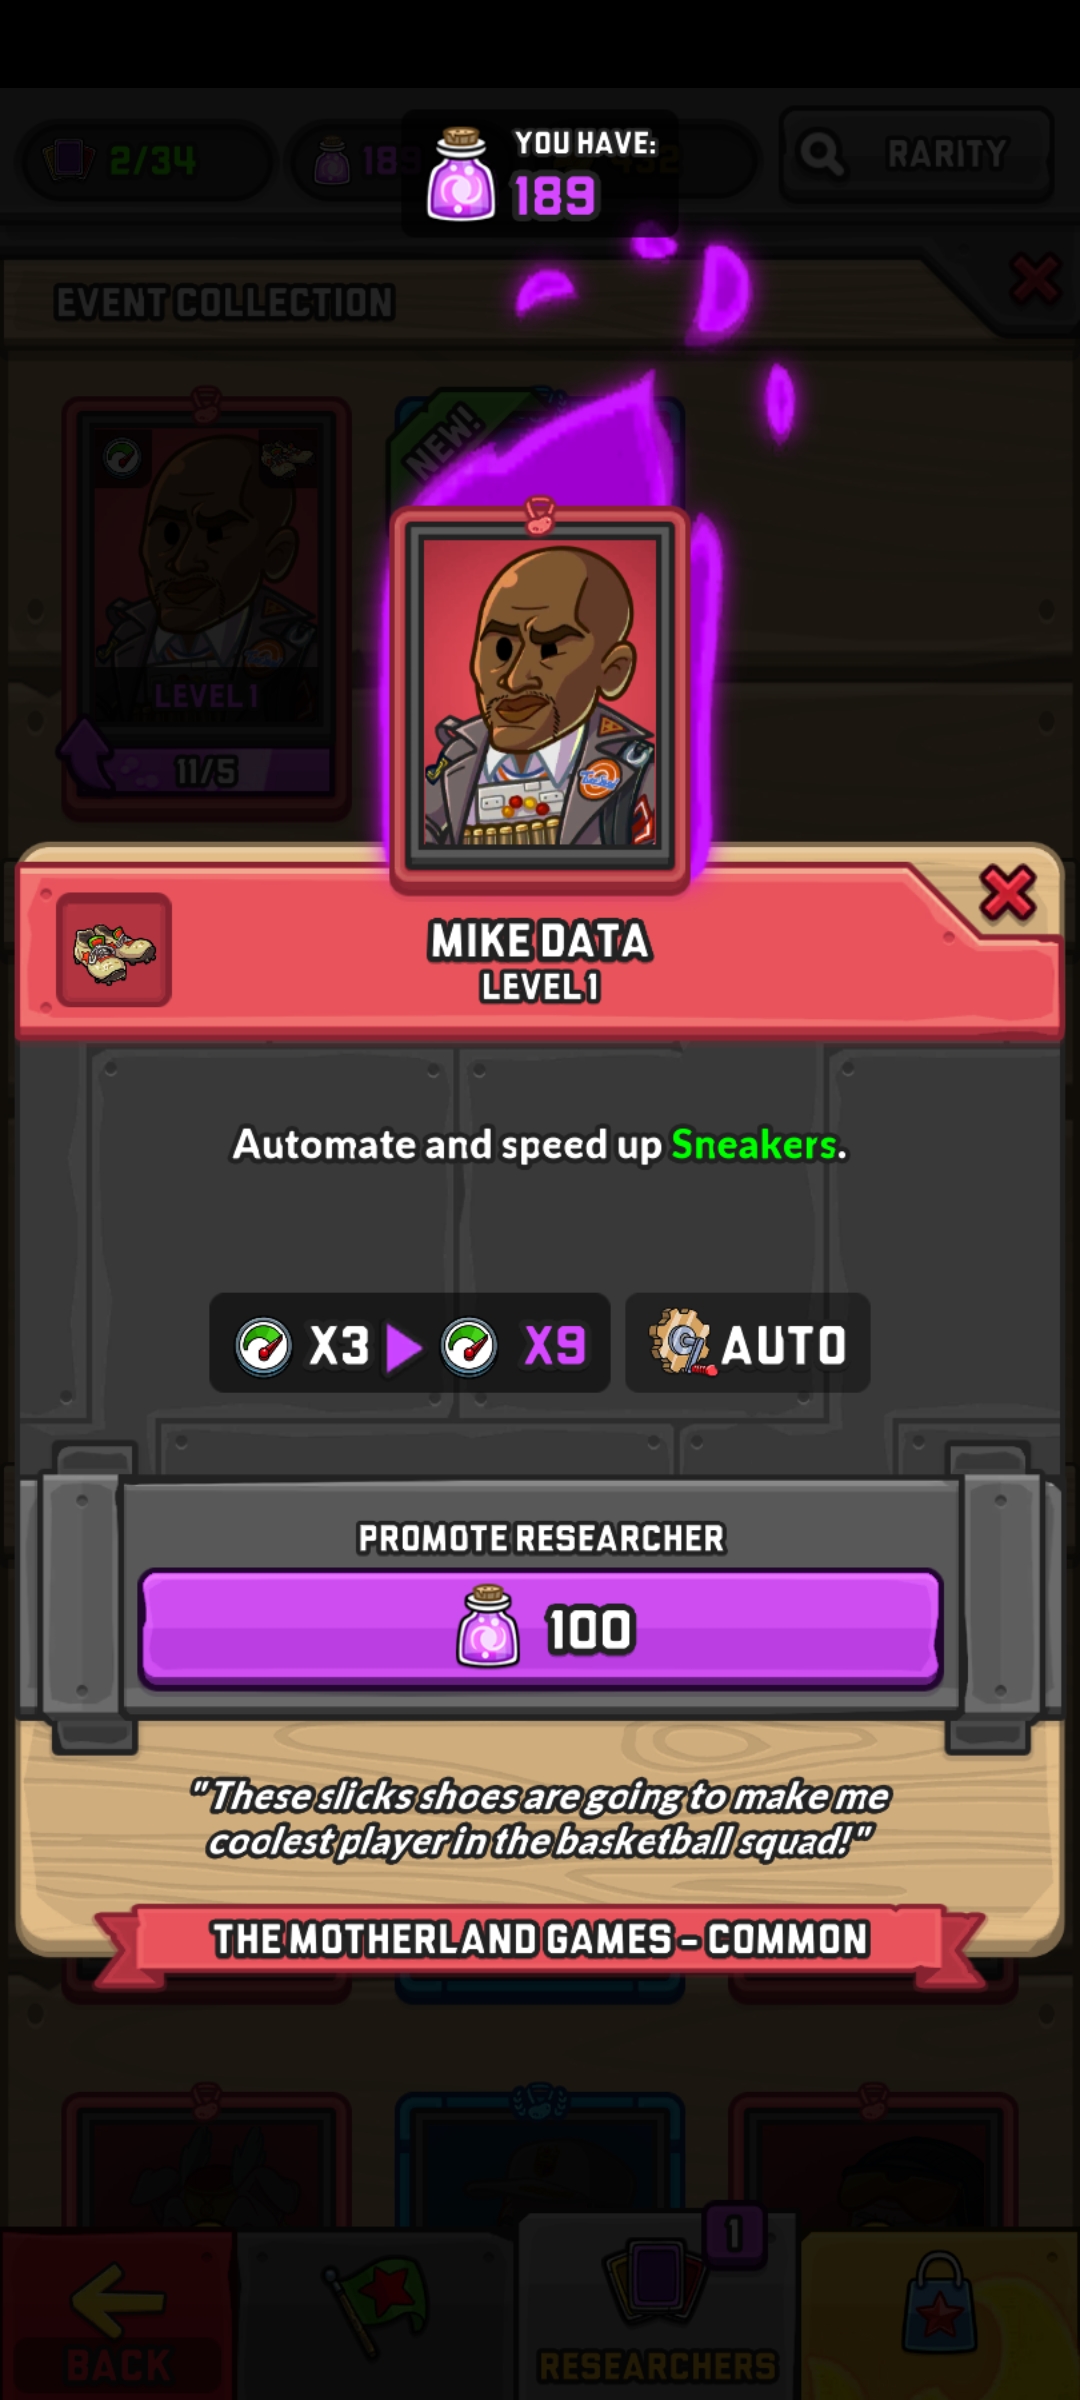 YOU HAVE:
2/34
189
189
RARITY
EVENT COLLECTION
NEW!
LEVEL 1
11/5
MIKE DATA
LEVEL 1
Automate and speed up Sneakers.
X3
X9
AUTO
PROMOTE RESEARCHER
100
"These slicks shoes are going to make me
coolest player in the basketball squad!"
THE MOTHERLAND GAMES - COMMON
1
BACK
RESEARCHERS